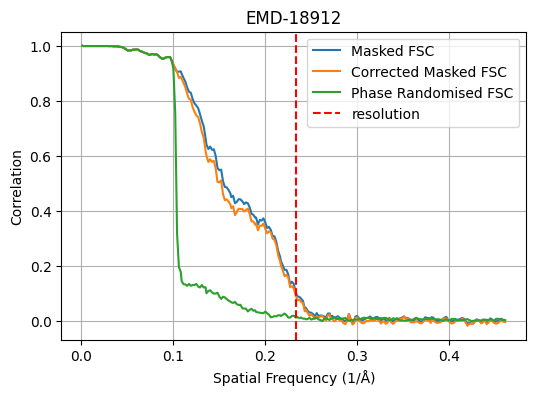 EMD-18912
Masked FSC
Corrected Masked FSC
Phase Randomised FSC
resolution
Correlation
1.0
0.8
0.6
0.4
0.2
0.0
0.0 0.1 0.2 0.3 0.4
Spatial Frequency (1/Å)